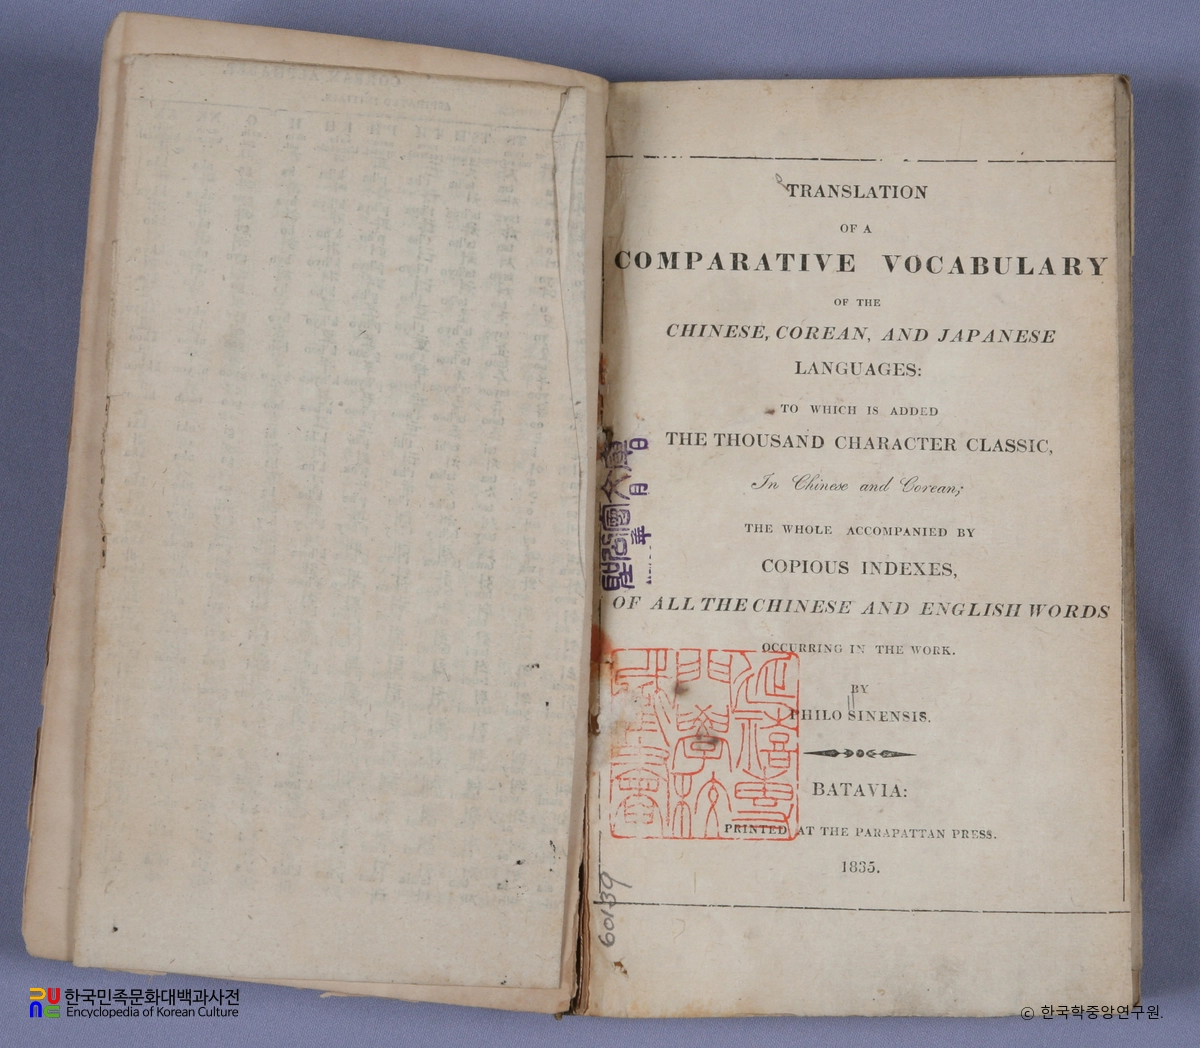 TRANSLATION
OF A
COMPARATIVE VOCABULARY
OF THE
CHINESE, COREAN, AND JAPANESE
LANGUAGES:
TO WHICH IS ADDED
THE THOUSAND CHARACTER CLASSIC,
In Chinese and Corean;
THE WHOLE ACCOMPANIED BY
COPIOUS INDEXES,
OF ALL THE CHINESE AND ENGLISH WORDS
OCCURRING IN THE WORK.
BY
PHILO SINENSIS.
BATAVIA:
PRINTED AT THE PARAPATTAN PRESS.
1835.
60139
한국민족문화대백과사전
Encyclopedia of Korean Culture
© 한국학중앙연구원.